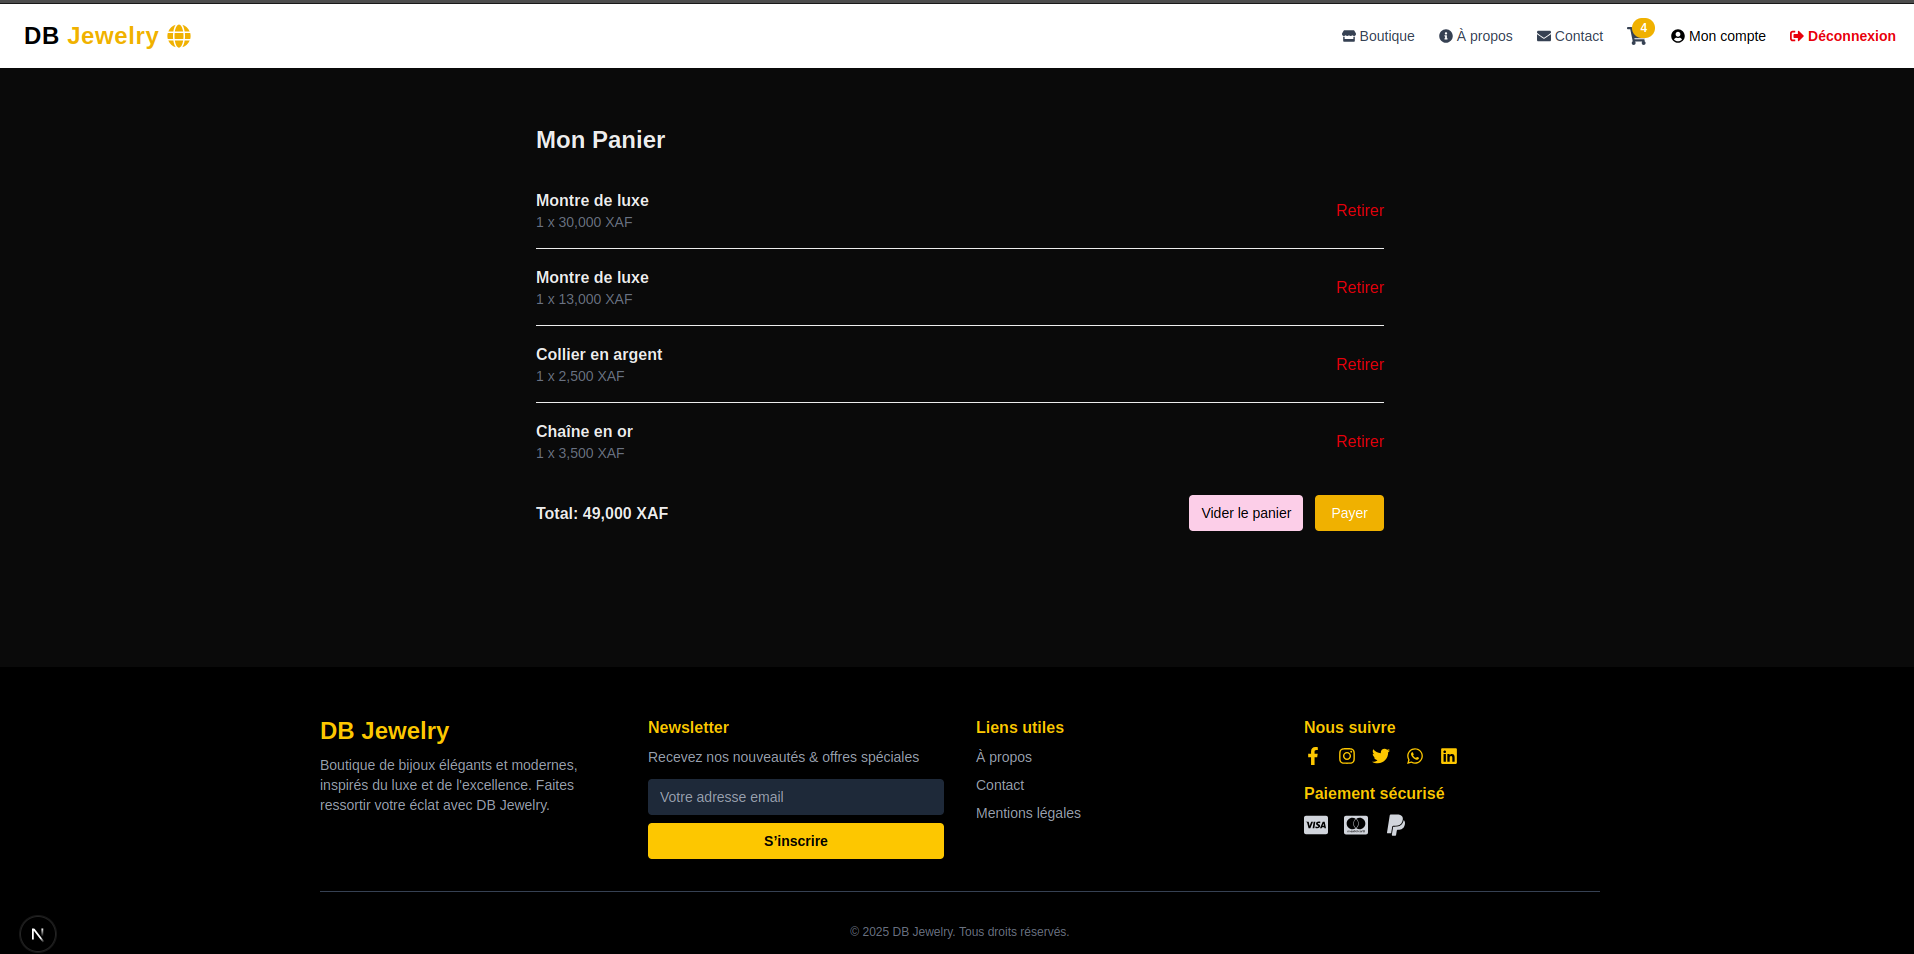 DB Jewelry
Boutique
À propos
Contact
4
Mon compte
Déconnexion
Mon Panier
Montre de luxe
1 x 30,000 XAF
Retirer
Montre de luxe
1 x 13,000 XAF
Retirer
Collier en argent
1 x 2,500 XAF
Retirer
Chaîne en or
1 x 3,500 XAF
Retirer
Total: 49,000 XAF
Vider le panier
Payer
DB Jewelry
Boutique de bijoux élégants et modernes,
inspirés du luxe et de l'excellence. Faites
ressortir votre éclat avec DB Jewelry.
Newsletter
Recevez nos nouveautés & offres spéciales
Votre adresse email
S’inscrire
Liens utiles
À propos
Contact
Mentions légales
Nous suivre
Paiement sécurisé
VISA
N
© 2025 DB Jewelry. Tous droits réservés.